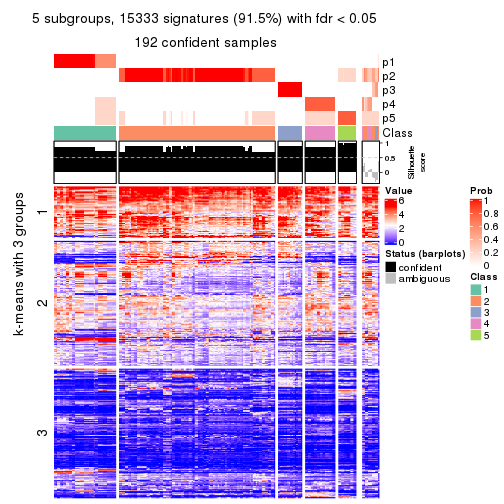 5 subgroups, 15333 signatures (91.5%) with fdr < 0.05
192 confident samples
p1
p2
p3
p4
p5
Class
1
0.5
0
Silhouette
score
k-means with 3 groups
1
2
3
Value
6
4
2
0
Status (barplots)
confident
ambiguous
Prob
1
0.8
0.6
0.4
0.2
0
Class
1
2
3
4
5